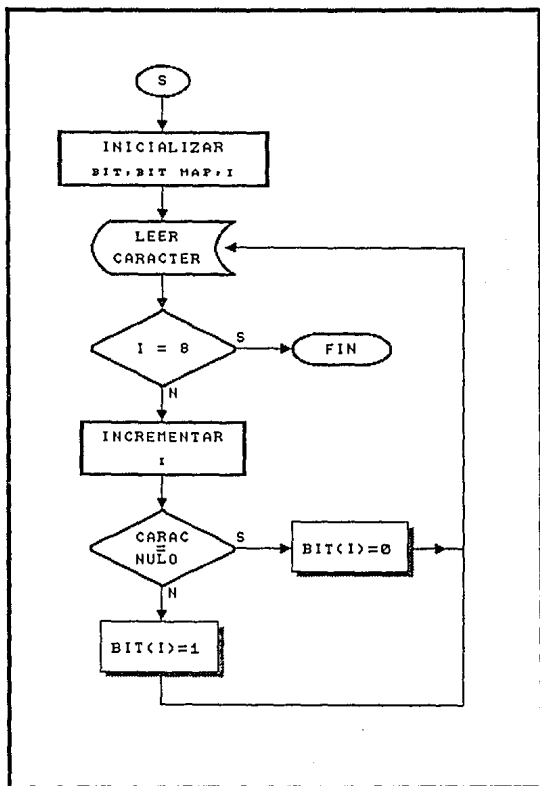 S
INICIALIZAR
BIT, BIT MAP, I
LEER
CARACTER
I = 8
S
FIN
N
INCREMENTAR
I
CARAC
=
NULO
S
BIT(I)=0
N
BIT(I)=1